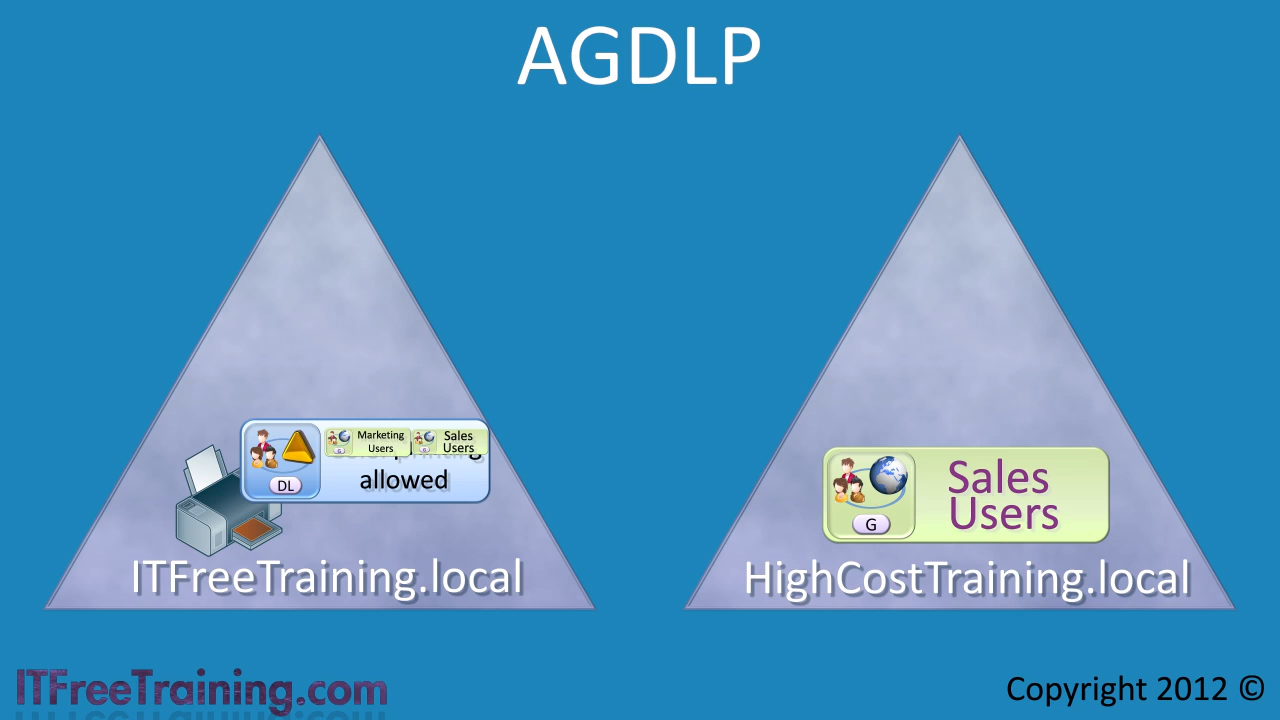 AGDLP
Marketing
Users
G
Sales
Users
G
allowed
DL
Sales
Users
G
ITFreeTraining.local
HighCostTraining.local
ITFreeTraining.com
Copyright 2012 ©